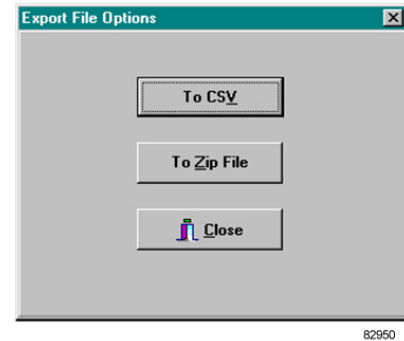 Export File Options
To CSV
To Zip File
Close
82950